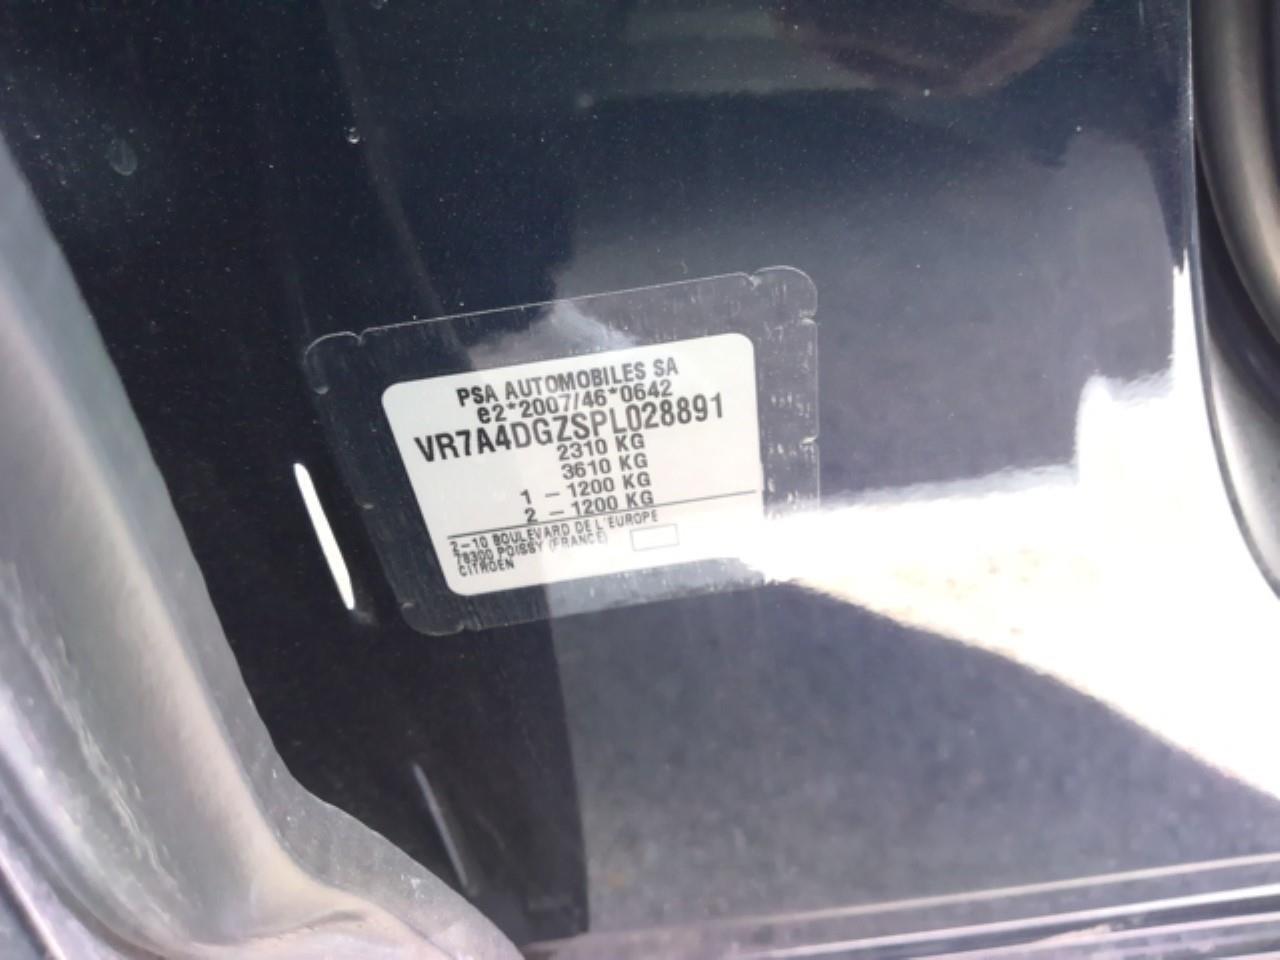 PSA AUTOMOBILES SA
e2*2007/46*0642
VR7A4DGZSPL028891
2310 KG
3610 KG
1 - 1200 KG
2 - 1200 KG
2-10 BOULEVARD DE L'EUROPE
78300 POISSY (FRANCE)
CITROEN